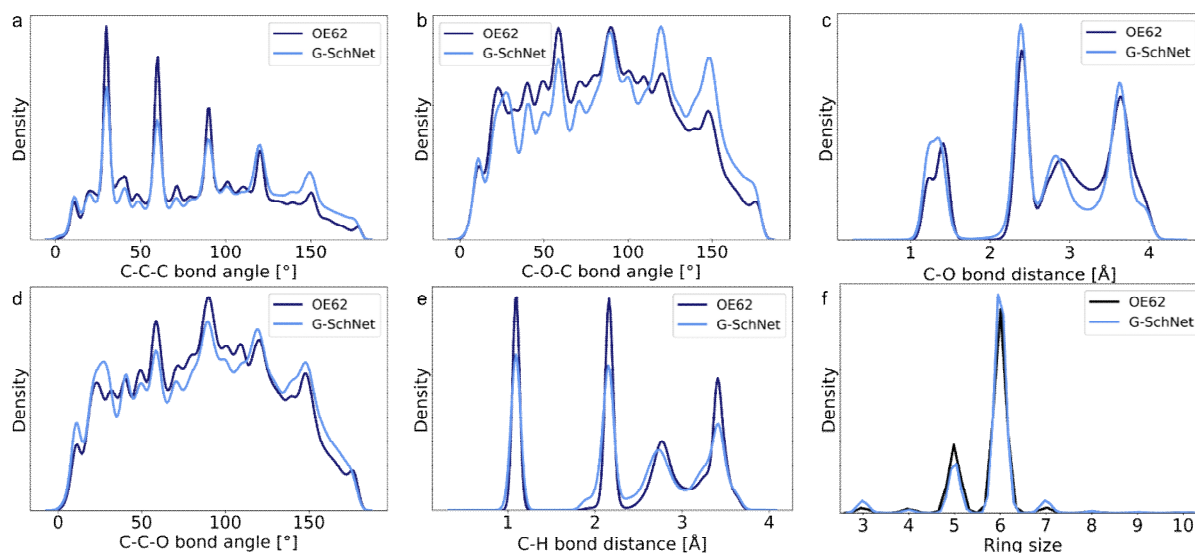 a
OE62
G-SchNet
Density
0
50
100
150
C-C-C bond angle [°]
b
OE62
G-SchNet
Density
0
50
100
150
C-O-C bond angle [°]
c
OE62
G-SchNet
Density
1
2
3
4
C-O bond distance [Å]
d
OE62
G-SchNet
Density
0
50
100
150
C-C-O bond angle [°]
e
OE62
G-SchNet
Density
1
2
3
4
C-H bond distance [Å]
f
OE62
G-SchNet
Density
3
4
5
6
7
8
9
10
Ring size